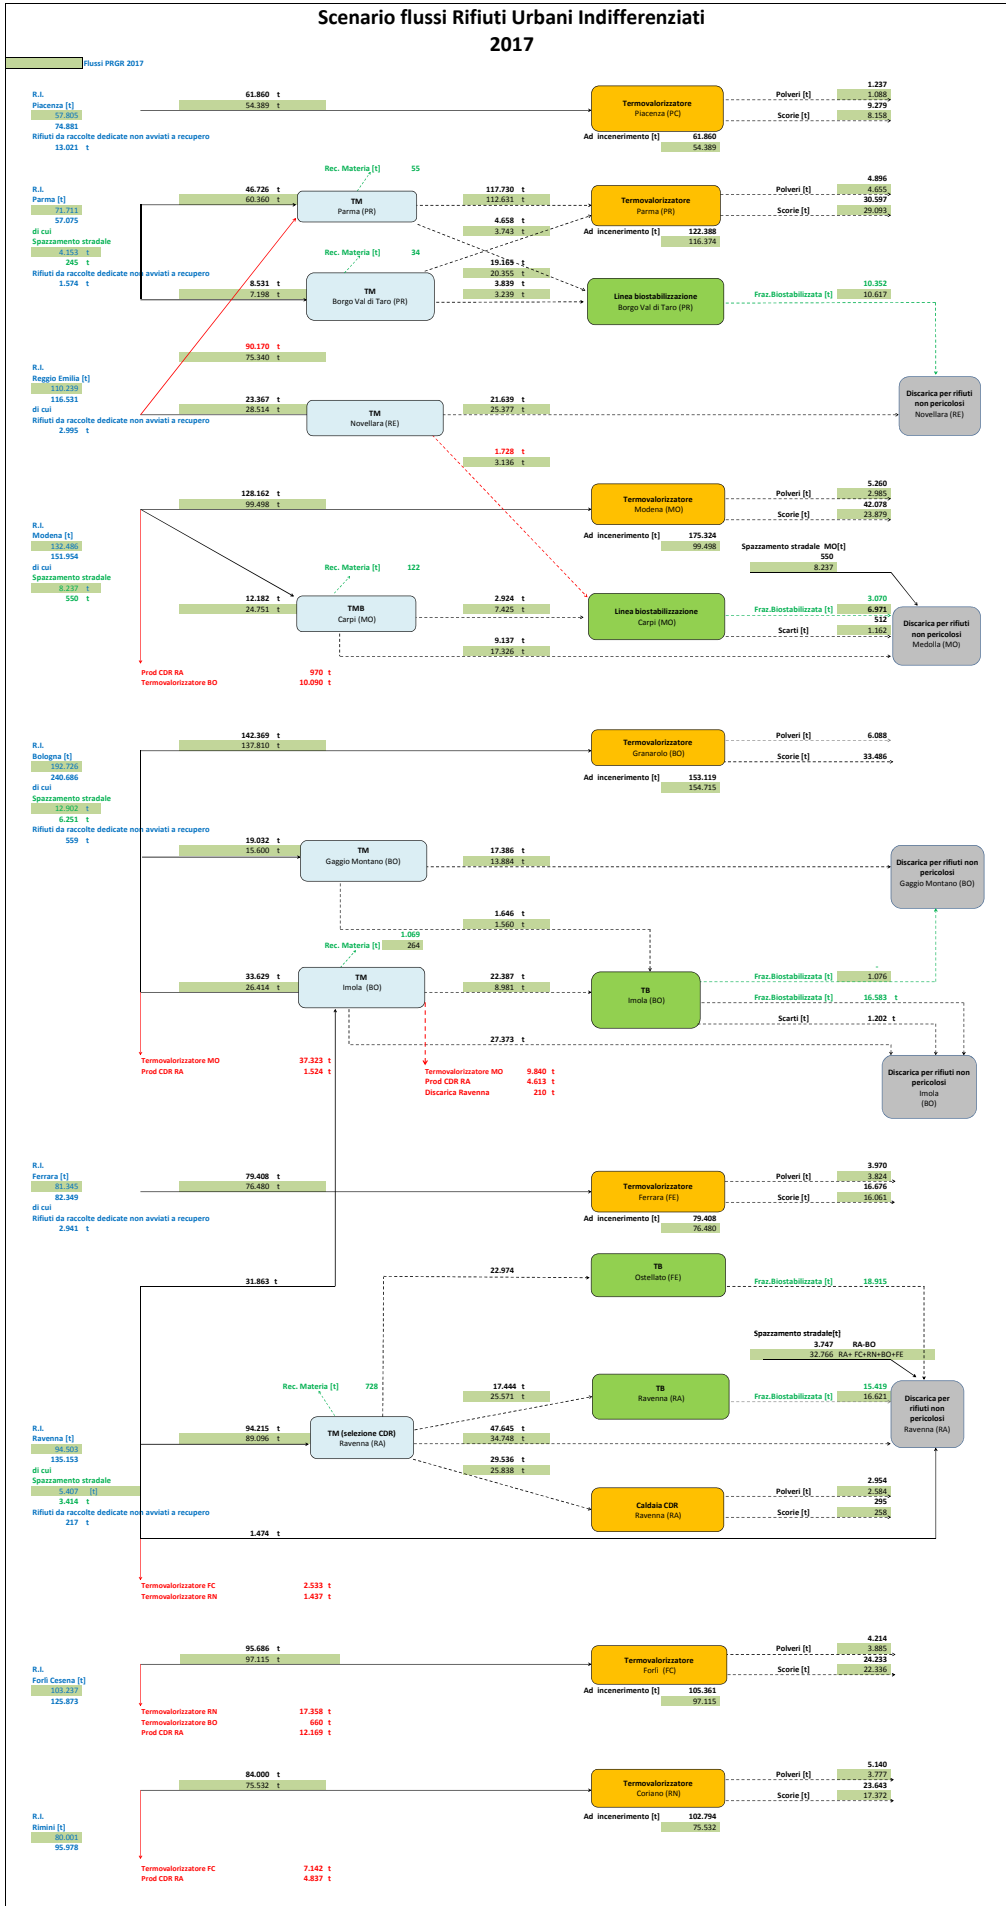 Scenario flussi Rifiuti Urbani Indifferenziati
2017
Flussi PRGR 2017
R.I.
Piacenza [t]
57.805
74.881
Rifiuti da raccolte dedicate non avviati a recupero
13.021 t
61.860 t
54.389 t
Termovalorizzatore
Piacenza (PC)
Ad incenerimento [t] 61.860
54.389
1.237
Polveri [t] 1.088
9.279
Scorie [t] 8.158
R.I.
Parma [t]
71.711
57.075
di cui
Spazzamento stradale
4.153 t
245 t
Rifiuti da raccolte dedicate non avviati a recupero
1.574 t
Rec. Materia [t] 55
46.726 t
60.360 t
TM
Parma (PR)
117.730 t
112.631 t
4.658 t
3.743 t
Termovalorizzatore
Parma (PR)
Ad incenerimento [t] 122.388
116.374
4.896
Polveri [t] 4.655
30.597
Scorie [t] 29.093
Rec. Materia [t] 34
8.531 t
7.198 t
TM
Borgo Val di Taro (PR)
19.165 t
20.355 t
3.839 t
3.239 t
Linea biostabilizzazione
Borgo Val di Taro (PR)
10.352
Fraz.Biostabilizzata [t] 10.617
90.170 t
75.340 t
R.I.
Reggio Emilia [t]
110.239
116.531
di cui
Rifiuti da raccolte dedicate non avviati a recupero
2.995 t
23.367 t
28.514 t
TM
Novellara (RE)
21.639 t
25.377 t
1.728 t
3.136 t
Discarica per rifiuti
non pericolosi
Novellara (RE)
R.I.
Modena [t]
132.486
151.954
di cui
Spazzamento stradale
8.237 t
550 t
128.162 t
99.498 t
Termovalorizzatore
Modena (MO)
Ad incenerimento [t] 175.324
99.498
5.260
Polveri [t] 2.985
42.078
Scorie [t] 23.879
Spazzamento stradale MO[t]
550
8.237
Rec. Materia [t] 122
12.182 t
24.751 t
TMB
Carpi (MO)
2.924 t
7.425 t
9.137 t
17.326 t
Linea biostabilizzazione
Carpi (MO)
3.070
Fraz.Biostabilizzata [t] 6.971
512
Scarti [t] 1.162
Discarica per rifiuti
non pericolosi
Medolla (MO)
Prod CDR RA 970 t
Termovalorizzatore BO 10.090 t
R.I.
Bologna [t]
192.726
240.686
di cui
Spazzamento stradale
12.902 t
6.251 t
Rifiuti da raccolte dedicate non avviati a recupero
559 t
142.369 t
137.810 t
Termovalorizzatore
Granarolo (BO)
Ad incenerimento [t] 153.119
154.715
Polveri [t] 6.088
Scorie [t] 33.486
19.032 t
15.600 t
TM
Gaggio Montano (BO)
17.386 t
13.884 t
1.646 t
1.560 t
Discarica per rifiuti non
pericolosi
Gaggio Montano (BO)
1.069
Rec. Materia [t] 264
33.629 t
26.414 t
TM
Imola (BO)
22.387 t
8.981 t
27.373 t
TB
Imola (BO)
-
Fraz.Biostabilizzata [t] 1.076
Fraz.Biostabilizzata [t] 16.583 t
Scarti [t] 1.202 t
Discarica per rifiuti non
pericolosi
Imola
(BO)
Termovalorizzatore MO 37.323 t
Prod CDR RA 1.524 t
Termovalorizzatore MO 9.840 t
Prod CDR RA 4.613 t
Discarica Ravenna 210 t
R.I.
Ferrara [t]
81.345
82.349
di cui
Rifiuti da raccolte dedicate non avviati a recupero
2.941 t
79.408 t
76.480 t
Termovalorizzatore
Ferrara (FE)
Ad incenerimento [t] 79.408
76.480
3.970
Polveri [t] 3.824
16.676
Scorie [t] 16.061
31.863 t
22.974
TB
Ostellato (FE)
Fraz.Biostabilizzata [t] 18.915
Spazzamento stradale[t]
3.747 RA-BO
32.766 RA+ FC+RN+BO+FE
Rec. Materia [t] 728
17.444 t
25.571 t
TB
Ravenna (RA)
15.419
Fraz.Biostabilizzata [t] 16.621
Discarica per
rifiuti non
pericolosi
Ravenna (RA)
R.I.
Ravenna [t]
94.503
135.153
di cui
Spazzamento stradale
5.407 [t]
3.414 t
Rifiuti da raccolte dedicate non avviati a recupero
217 t
94.215 t
89.096 t
TM (selezione CDR)
Ravenna (RA)
47.645 t
34.748 t
29.536 t
25.838 t
Caldaia CDR
Ravenna (RA)
2.954
Polveri [t] 2.584
295
Scorie [t] 258
1.474 t
Termovalorizzatore FC 2.533 t
Termovalorizzatore RN 1.437 t
R.I.
Forlì Cesena [t]
103.237
125.873
95.686 t
97.115 t
Termovalorizzatore
Forlì (FC)
Ad incenerimento [t] 105.361
97.115
4.214
Polveri [t] 3.885
24.233
Scorie [t] 22.336
Termovalorizzatore RN 17.358 t
Termovalorizzatore BO 660 t
Prod CDR RA 12.169 t
R.I.
Rimini [t]
80.001
95.978
84.000 t
75.532 t
Termovalorizzatore
Coriano (RN)
Ad incenerimento [t] 102.794
75.532
5.140
Polveri [t] 3.777
23.643
Scorie [t] 17.372
Termovalorizzatore FC 7.142 t
Prod CDR RA 4.837 t